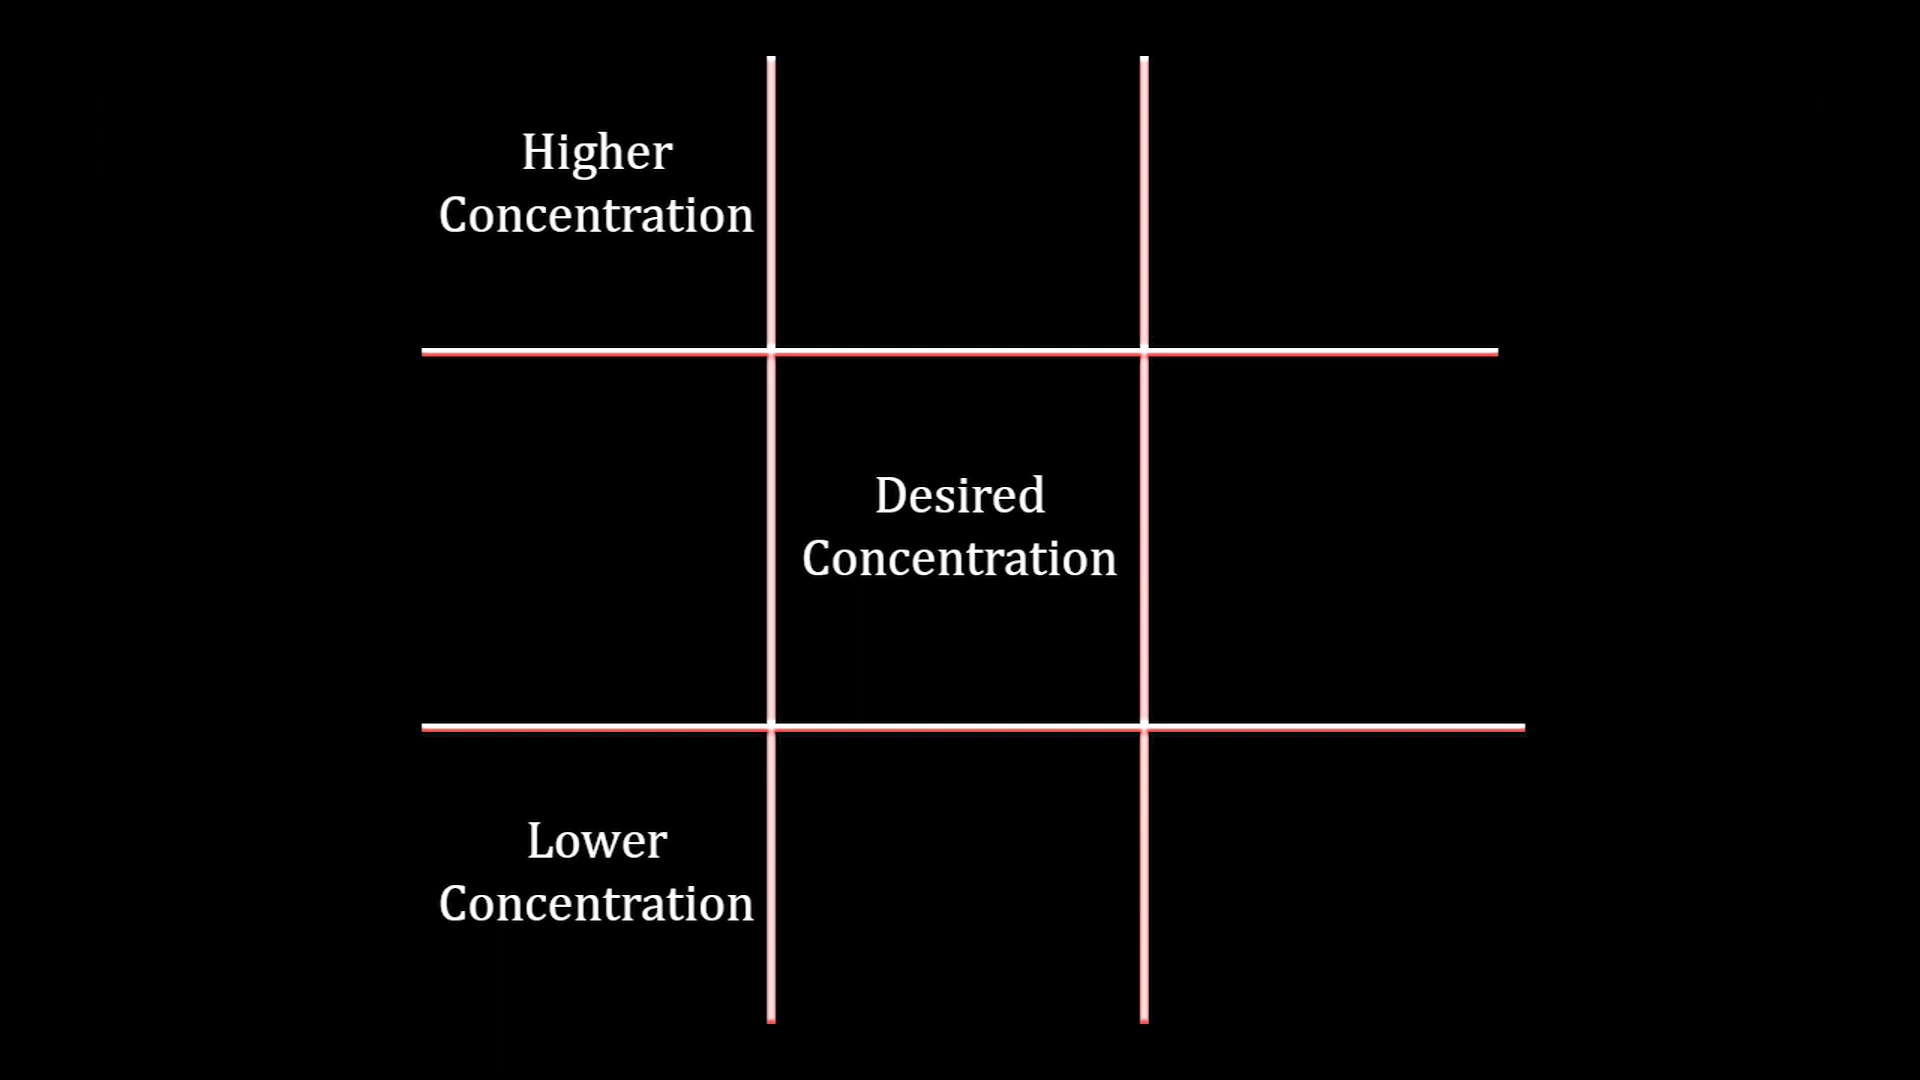 Higher
Concentration
Desired
Concentration
Lower
Concentration